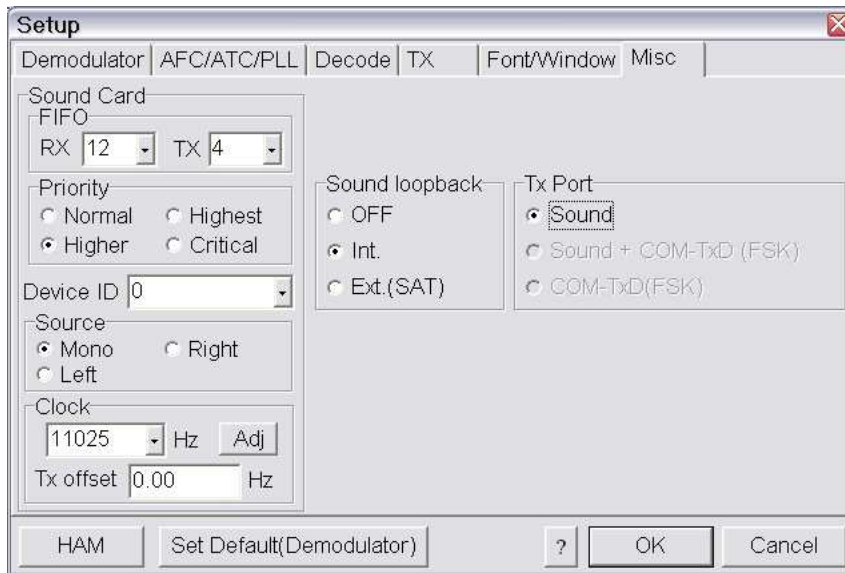 Setup
Demodulator AFC/ATC/PLL Decode TX Font/Window Misc
Sound Card
FIFO
RX 12 TX 4
Priority
Normal Highest
Higher Critical
Device ID 0
Source
Mono Right
Left
Clock
11025 Hz Adj
Tx offset 0.00 Hz
Sound loopback
OFF
Int.
Ext.(SAT)
Tx Port
Sound
Sound + COM-TxD (FSK)
COM-TxD(FSK)
HAM Set Default(Demodulator) ? OK Cancel